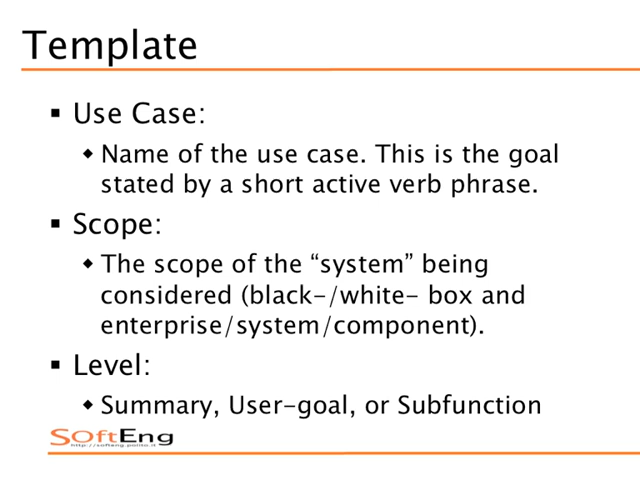 Template
▪ Use Case:
◆ Name of the use case. This is the goal
stated by a short active verb phrase.
▪ Scope:
◆ The scope of the “system” being
considered (black-/white- box and
enterprise/system/component).
▪ Level:
◆ Summary, User-goal, or Subfunction
SOftEng
http://softeng.polito.it